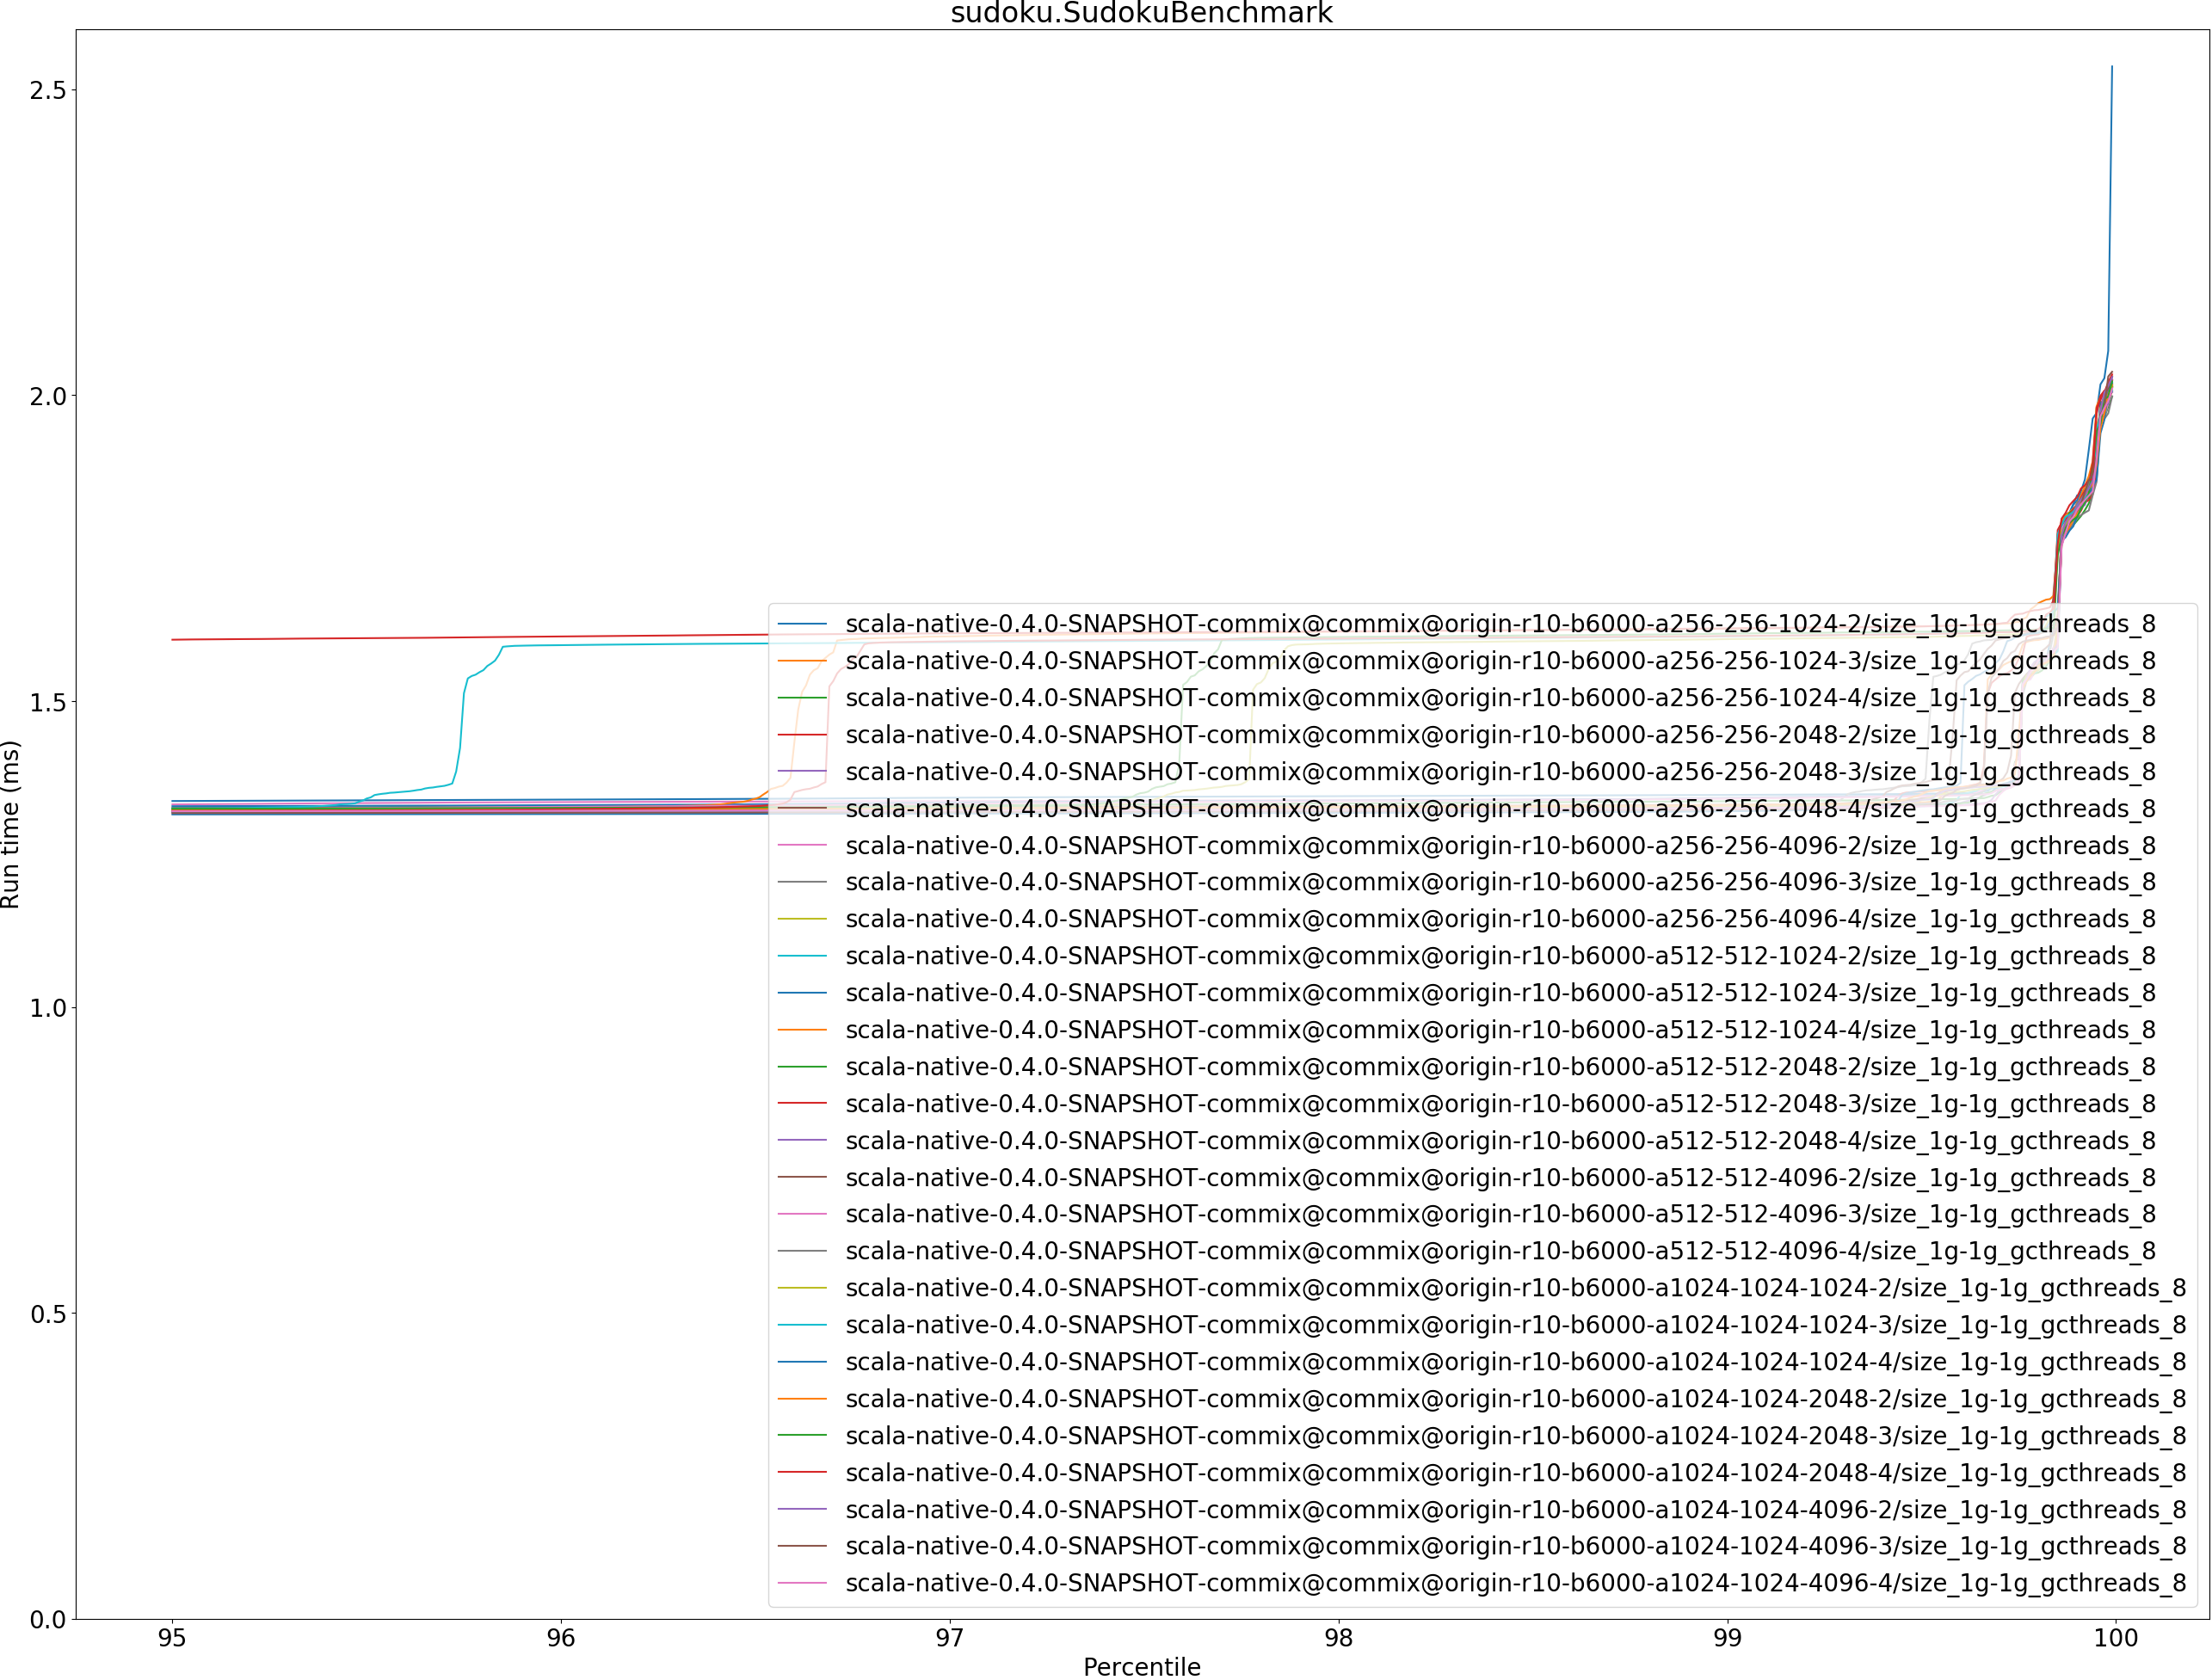 sudoku.SudokuBenchmark
2.5
2.0
1.5
1.0
0.5
0.0
Run time (ms)
scala-native-0.4.0-SNAPSHOT-commix@commix@origin-r10-b6000-a256-256-1024-2/size_1g-1g_gcthreads_8
scala-native-0.4.0-SNAPSHOT-commix@commix@origin-r10-b6000-a256-256-1024-3/size_1g-1g_gcthreads_8
scala-native-0.4.0-SNAPSHOT-commix@commix@origin-r10-b6000-a256-256-1024-4/size_1g-1g_gcthreads_8
scala-native-0.4.0-SNAPSHOT-commix@commix@origin-r10-b6000-a256-256-2048-2/size_1g-1g_gcthreads_8
scala-native-0.4.0-SNAPSHOT-commix@commix@origin-r10-b6000-a256-256-2048-3/size_1g-1g_gcthreads_8
scala-native-0.4.0-SNAPSHOT-commix@commix@origin-r10-b6000-a256-256-2048-4/size_1g-1g_gcthreads_8
scala-native-0.4.0-SNAPSHOT-commix@commix@origin-r10-b6000-a256-256-4096-2/size_1g-1g_gcthreads_8
scala-native-0.4.0-SNAPSHOT-commix@commix@origin-r10-b6000-a256-256-4096-3/size_1g-1g_gcthreads_8
scala-native-0.4.0-SNAPSHOT-commix@commix@origin-r10-b6000-a256-256-4096-4/size_1g-1g_gcthreads_8
scala-native-0.4.0-SNAPSHOT-commix@commix@origin-r10-b6000-a512-512-1024-2/size_1g-1g_gcthreads_8
scala-native-0.4.0-SNAPSHOT-commix@commix@origin-r10-b6000-a512-512-1024-3/size_1g-1g_gcthreads_8
scala-native-0.4.0-SNAPSHOT-commix@commix@origin-r10-b6000-a512-512-1024-4/size_1g-1g_gcthreads_8
scala-native-0.4.0-SNAPSHOT-commix@commix@origin-r10-b6000-a512-512-2048-2/size_1g-1g_gcthreads_8
scala-native-0.4.0-SNAPSHOT-commix@commix@origin-r10-b6000-a512-512-2048-3/size_1g-1g_gcthreads_8
scala-native-0.4.0-SNAPSHOT-commix@commix@origin-r10-b6000-a512-512-2048-4/size_1g-1g_gcthreads_8
scala-native-0.4.0-SNAPSHOT-commix@commix@origin-r10-b6000-a512-512-4096-2/size_1g-1g_gcthreads_8
scala-native-0.4.0-SNAPSHOT-commix@commix@origin-r10-b6000-a512-512-4096-3/size_1g-1g_gcthreads_8
scala-native-0.4.0-SNAPSHOT-commix@commix@origin-r10-b6000-a512-512-4096-4/size_1g-1g_gcthreads_8
scala-native-0.4.0-SNAPSHOT-commix@commix@origin-r10-b6000-a1024-1024-1024-2/size_1g-1g_gcthreads_8
scala-native-0.4.0-SNAPSHOT-commix@commix@origin-r10-b6000-a1024-1024-1024-3/size_1g-1g_gcthreads_8
scala-native-0.4.0-SNAPSHOT-commix@commix@origin-r10-b6000-a1024-1024-1024-4/size_1g-1g_gcthreads_8
scala-native-0.4.0-SNAPSHOT-commix@commix@origin-r10-b6000-a1024-1024-2048-2/size_1g-1g_gcthreads_8
scala-native-0.4.0-SNAPSHOT-commix@commix@origin-r10-b6000-a1024-1024-2048-3/size_1g-1g_gcthreads_8
scala-native-0.4.0-SNAPSHOT-commix@commix@origin-r10-b6000-a1024-1024-2048-4/size_1g-1g_gcthreads_8
scala-native-0.4.0-SNAPSHOT-commix@commix@origin-r10-b6000-a1024-1024-4096-2/size_1g-1g_gcthreads_8
scala-native-0.4.0-SNAPSHOT-commix@commix@origin-r10-b6000-a1024-1024-4096-3/size_1g-1g_gcthreads_8
scala-native-0.4.0-SNAPSHOT-commix@commix@origin-r10-b6000-a1024-1024-4096-4/size_1g-1g_gcthreads_8
95 96 97 98 99 100
Percentile